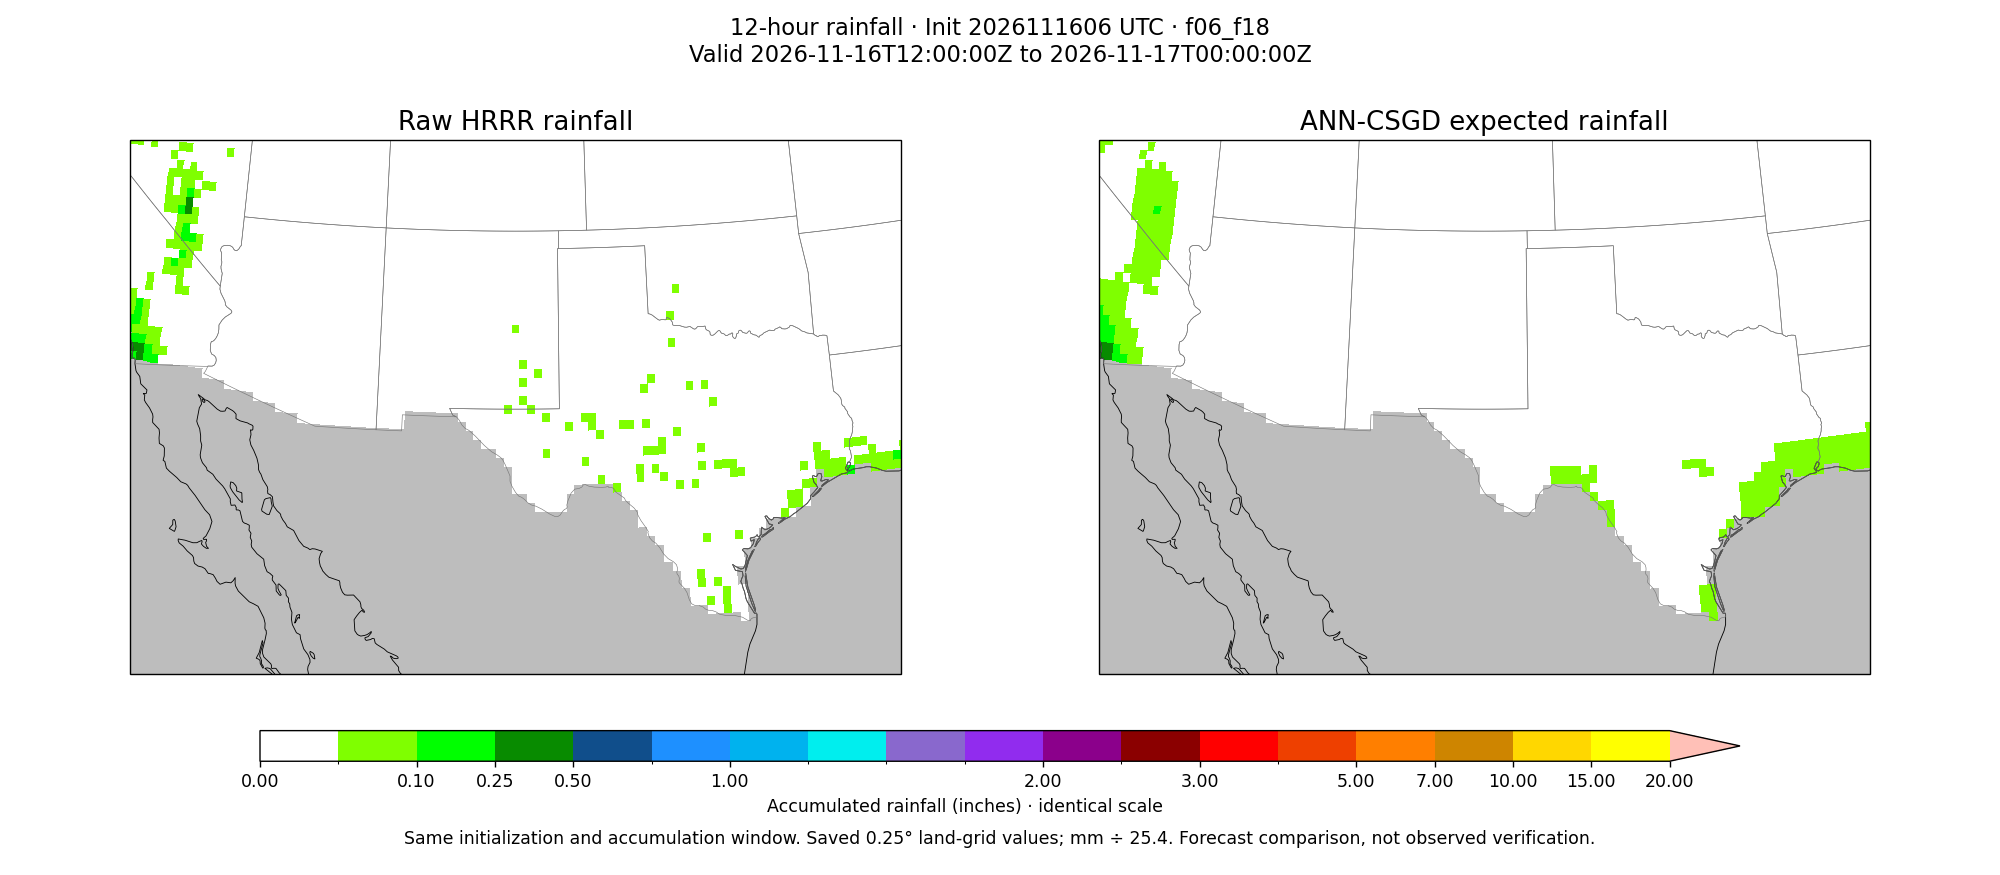 12-hour rainfall · Init 2026111606 UTC · f06_f18
Valid 2026-11-16T12:00:00Z to 2026-11-17T00:00:00Z
Raw HRRR rainfall
ANN-CSGD expected rainfall
0.00 0.10 0.25 0.50 1.00 2.00 3.00 5.00 7.00 10.00 15.00 20.00
Accumulated rainfall (inches) · identical scale
Same initialization and accumulation window. Saved 0.25° land-grid values; mm ÷ 25.4. Forecast comparison, not observed verification.